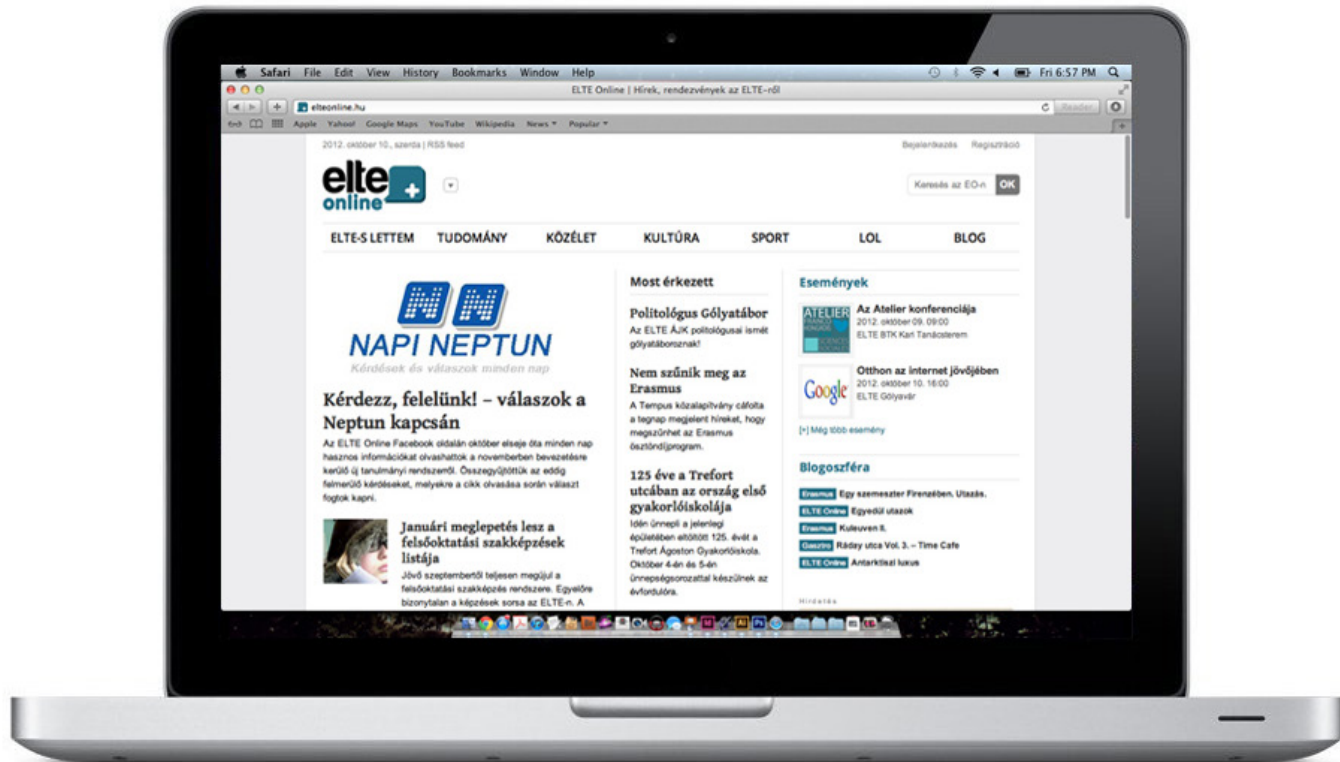 Safari File Edit View History Bookmarks Window Help
Fri 6:57 PM
ELTE Online | Hírek, rendezvények az ELTE-ről
elteonline.hu
Reader
Apple Yahoo! Google Maps YouTube Wikipedia News Popular
2012. október 10., szerda | RSS feed
Bejelentkezés Regisztráció
elte
online
Keresés az EO-n OK
ELTE-S LETTEM TUDOMÁNY KÖZÉLET KULTÚRA SPORT LOL BLOG
NAPI NEPTUN
Kérdések és válaszok minden nap
Kérdezz, felelünk! – válaszok a
Neptun kapcsán
Az ELTE Online Facebook oldalán október elseje óta minden nap
hasznos információkat olvashattok a novemberben bevezetésre
kerülő új tanulmányi rendszerről. Összegyűjtöttük az eddig
felmerülő kérdéseket, melyekre a cikk olvasása során választ
fogtok kapni.
Januári meglepetés lesz a
felsőoktatási szakképzések
listája
Jövő szeptembertől teljesen megújul a
felsőoktatási szakképzés rendszere. Egyelőre
bizonytalan a képzések sorsa az ELTE-n. A
Most érkezett
Politológus Gólyatábor
Az ELTE ÁJK politológusai ismét
gólyatáboroznak!
Nem szűnik meg az
Erasmus
A Tempus közalapítvány cáfolta
a tegnap megjelent híreket, hogy
megszűnhet az Erasmus
ösztöndíjprogram.
125 éve a Trefort
utcában az ország első
gyakorlóiskolája
Idén ünnepli a jelenlegi
épületében eltöltött 125. évét a
Trefort Ágoston Gyakorlóiskola.
Október 4-én és 5-én
ünnepségsorozattal készülnek az
évfordulóra.
Események
ATELIER
Az Atelier konferenciája
2012. október 09. 09:00
ELTE BTK Kari Tanácsterem
Google
Otthon az internet jövőjében
2012. október 10. 16:00
ELTE Gólyavár
[+] Még több esemény
Blogoszféra
Erasmus Egy szemeszter Firenzében. Utazás.
ELTE Online Egyedül utazok
Erasmus Kuleuven II.
Gasztro Ráday utca Vol. 3. – Time Cafe
ELTE Online Antarktiszi luxus
Hirdetés